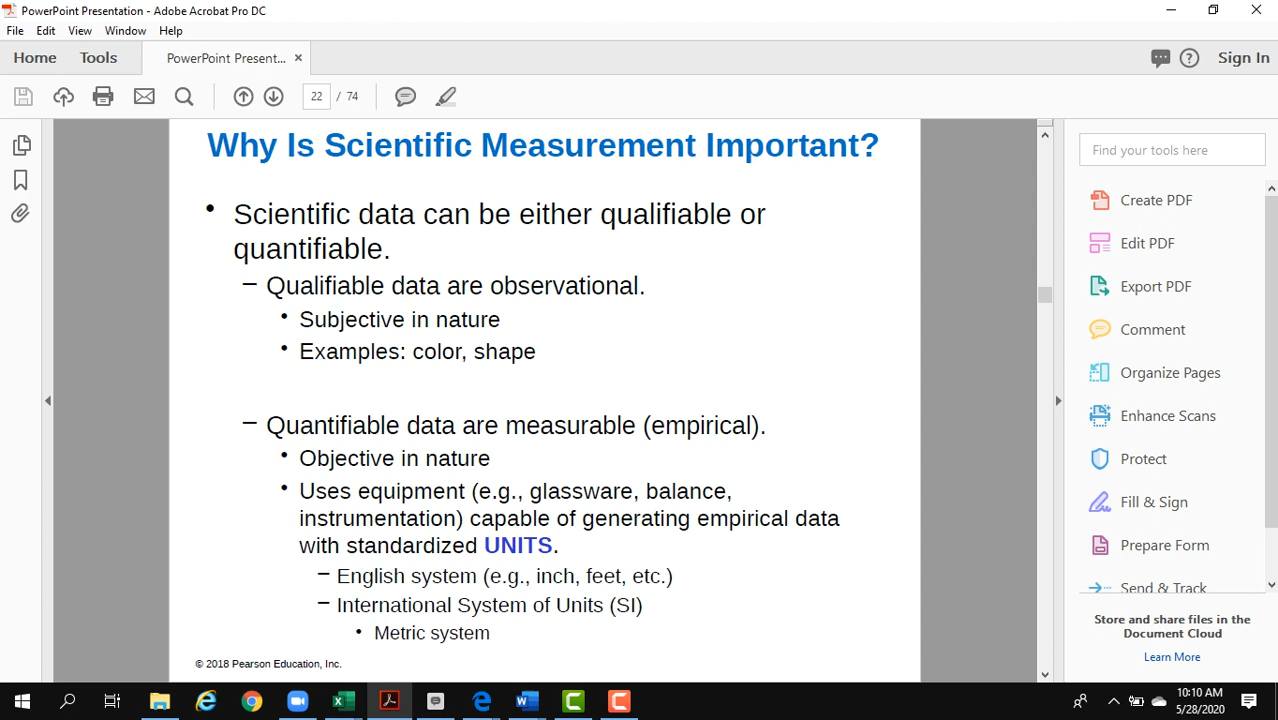 PowerPoint Presentation - Adobe Acrobat Pro DC
File Edit View Window Help
Home Tools PowerPoint Present... × Sign In
22 / 74
Why Is Scientific Measurement Important?
• Scientific data can be either qualifiable or
quantifiable.
– Qualifiable data are observational.
• Subjective in nature
• Examples: color, shape
– Quantifiable data are measurable (empirical).
• Objective in nature
• Uses equipment (e.g., glassware, balance,
instrumentation) capable of generating empirical data
with standardized UNITS.
– English system (e.g., inch, feet, etc.)
– International System of Units (SI)
• Metric system
© 2018 Pearson Education, Inc.
Find your tools here
Create PDF
Edit PDF
Export PDF
Comment
Organize Pages
Enhance Scans
Protect
Fill & Sign
Prepare Form
Send & Track
Store and share files in the
Document Cloud
Learn More
10:10 AM
5/28/2020